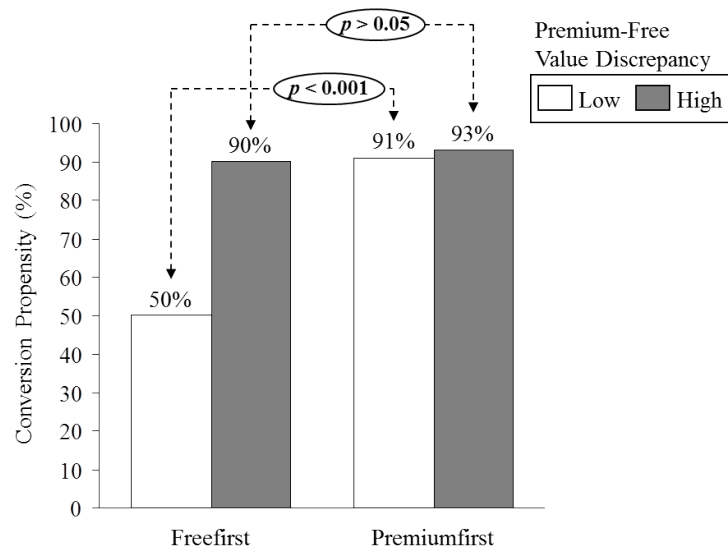 p > 0.05
p < 0.001
Premium-Free
Value Discrepancy
Low High
100
90
80
70
60
50
40
30
20
10
0
Conversion Propensity (%)
50%
90%
91%
93%
Freefirst Premiumfirst